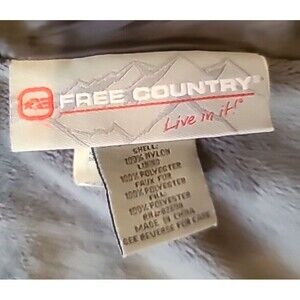 FREE COUNTRY®
Live in it!®
SHELL:
100% NYLON
LINING
100% POLYESTER
FAUX FUR
100% POLYESTER
FILL:
100% POLYESTER
MADE IN CHINA
SEE REVERSE FOR CARE